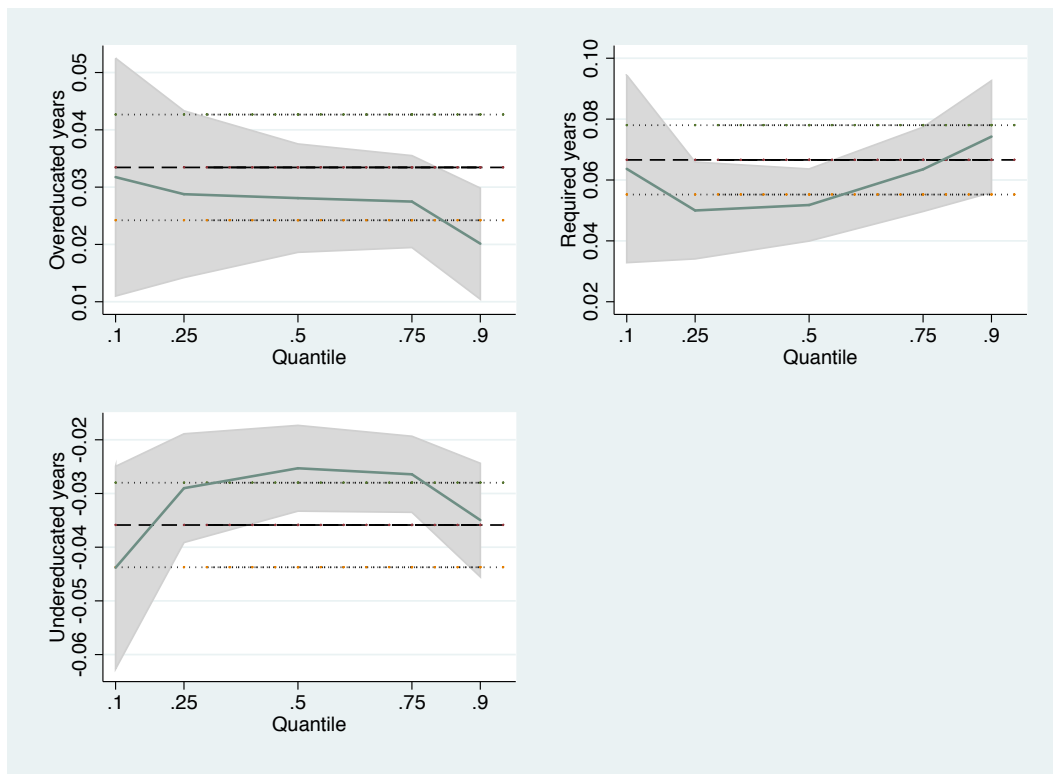 Overeducated years
0.05
0.04
0.03
0.02
0.01
.1 .25 .5 .75 .9
Quantile
Required years
0.10
0.08
0.06
0.04
0.02
.1 .25 .5 .75 .9
Quantile
Undereducated years
-0.02
-0.03
-0.04
-0.05
-0.06
.1 .25 .5 .75 .9
Quantile